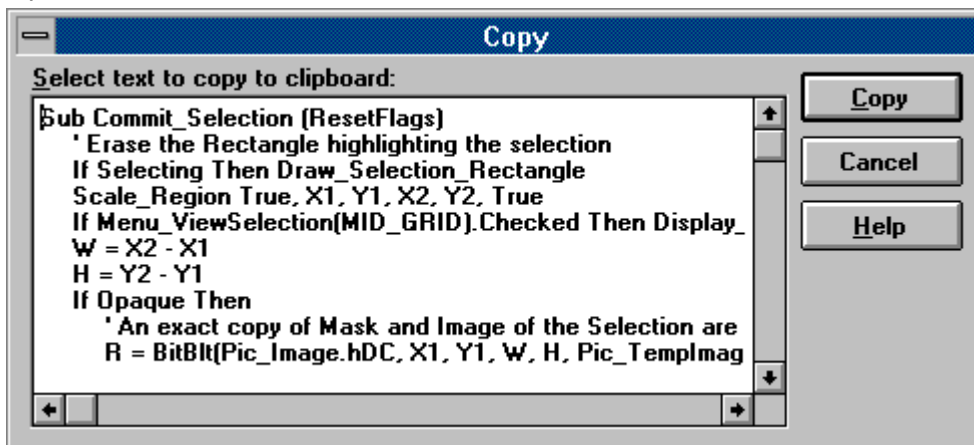 Copy
Select text to copy to clipboard:
Sub Commit_Selection (ResetFlags)
' Erase the Rectangle highlighting the selection
If Selecting Then Draw_Selection_Rectangle
Scale_Region True, X1, Y1, X2, Y2, True
If Menu_ViewSelection(MID_GRID).Checked Then Display_
W = X2 - X1
H = Y2 - Y1
If Opaque Then
' An exact copy of Mask and Image of the Selection are
R = BitBlt(Pic_Image.hDC, X1, Y1, W, H, Pic_TempImag
Copy
Cancel
Help